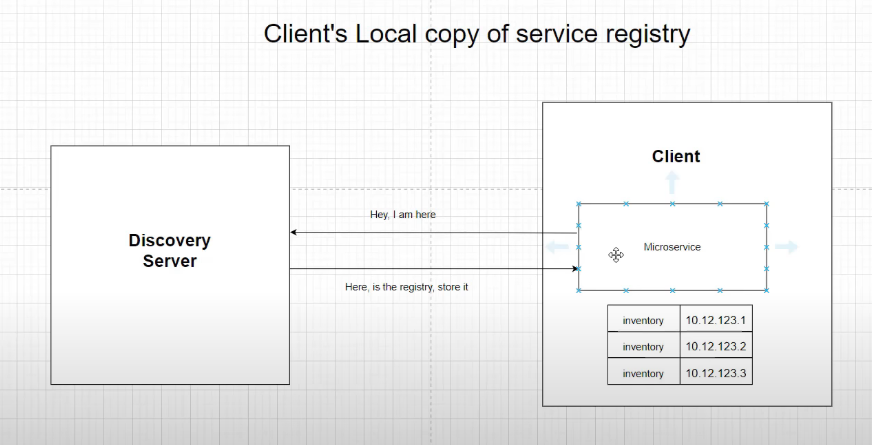 Client's Local copy of service registry
Client
Hey, I am here
Discovery
Server
Microservice
Here, is the registry, store it
inventory 10.12.123.1
inventory 10.12.123.2
inventory 10.12.123.3